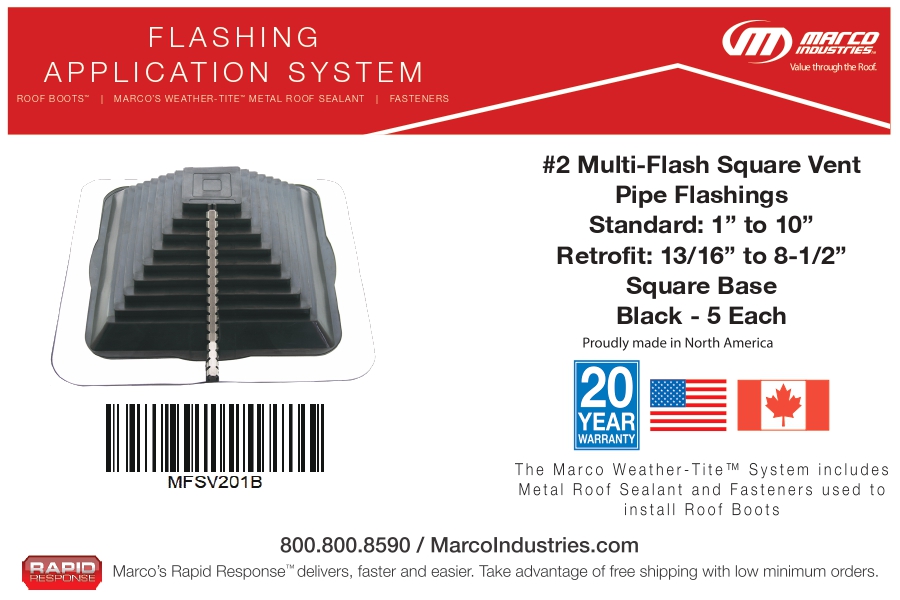 FLASHING
APPLICATION SYSTEM
ROOF BOOTS™ | MARCO'S WEATHER-TITE™ METAL ROOF SEALANT | FASTENERS
MARCO
INDUSTRIES™
Value through the Roof.
#2 Multi-Flash Square Vent
Pipe Flashings
Standard: 1” to 10”
Retrofit: 13/16” to 8-1/2”
Square Base
Black - 5 Each
Proudly made in North America
20
YEAR
WARRANTY
MFSV201B
The Marco Weather-Tite™ System includes
Metal Roof Sealant and Fasteners used to
install Roof Boots
800.800.8590 / MarcoIndustries.com
RAPID
RESPONSE
Marco’s Rapid Response™ delivers, faster and easier. Take advantage of free shipping with low minimum orders.